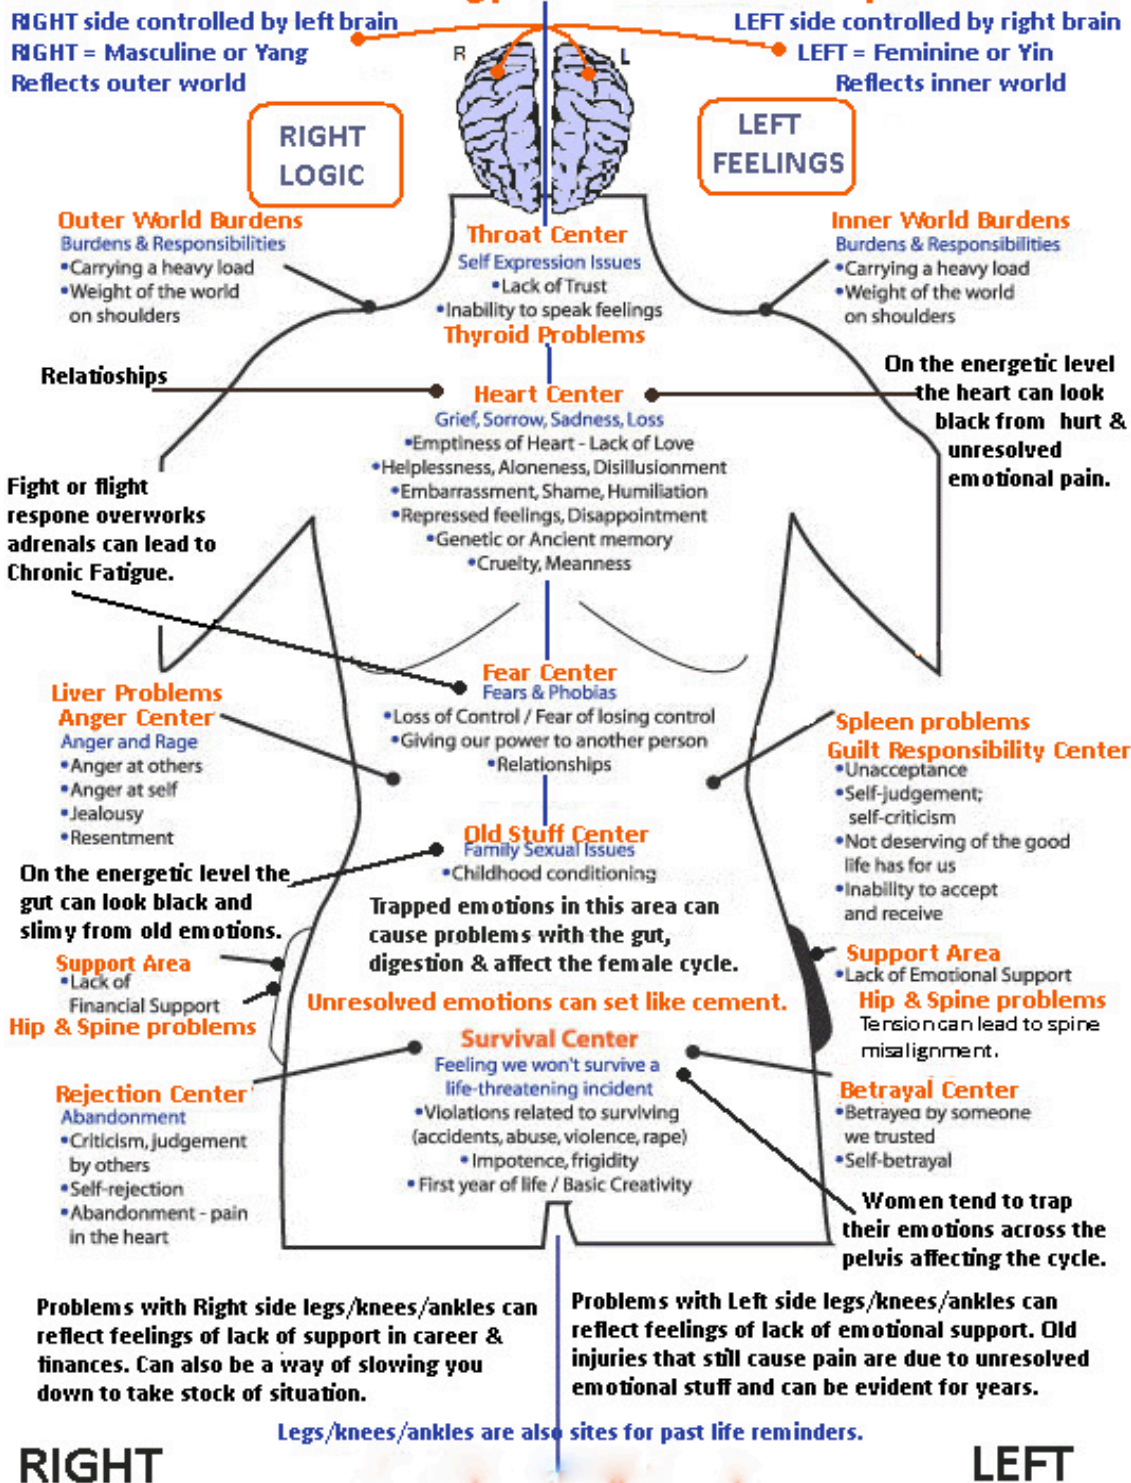 RIGHT side controlled by left brain
RIGHT = Masculine or Yang
Reflects outer world
LEFT side controlled by right brain
LEFT = Feminine or Yin
Reflects inner world
R
L
RIGHT
LOGIC
LEFT
FEELINGS
Outer World Burdens
Burdens & Responsibilities
•Carrying a heavy load
•Weight of the world
on shoulders
Throat Center
Self Expression Issues
•Lack of Trust
•Inability to speak feelings
Thyroid Problems
Inner World Burdens
Burdens & Responsibilities
•Carrying a heavy load
•Weight of the world
on shoulders
Relatioships
Heart Center
Grief, Sorrow, Sadness, Loss
•Emptiness of Heart - Lack of Love
•Helplessness, Aloneness, Disillusionment
•Embarrassment, Shame, Humiliation
•Repressed feelings, Disappointment
•Genetic or Ancient memory
•Cruelty, Meanness
On the energetic level
the heart can look
black from hurt &
unresolved
emotional pain.
Fight or flight
respone overworks
adrenals can lead to
Chronic Fatigue.
Fear Center
Fears & Phobias
•Loss of Control / Fear of losing control
•Giving our power to another person
•Relationships
Liver Problems
Anger Center
Anger and Rage
•Anger at others
•Anger at self
•Jealousy
•Resentment
Spleen problems
Guilt Responsibility Center
•Unacceptance
•Self-judgement;
self-criticism
•Not deserving of the good
life has for us
•Inability to accept
and receive
Old Stuff Center
Family Sexual Issues
•Childhood conditioning
On the energetic level the
gut can look black and
slimy from old emotions.
Trapped emotions in this area can
cause problems with the gut,
digestion & affect the female cycle.
Support Area
•Lack of
Financial Support
Hip & Spine problems
Support Area
•Lack of Emotional Support
Hip & Spine problems
Tension can lead to spine
misalignment.
Unresolved emotions can set like cement.
Survival Center
Feeling we won't survive a
life-threatening incident
•Violations related to surviving
(accidents, abuse, violence, rape)
•Impotence, frigidity
•First year of life / Basic Creativity
Rejection Center
Abandonment
•Criticism, judgement
by others
•Self-rejection
•Abandonment - pain
in the heart
Betrayal Center
•Betrayed by someone
we trusted
•Self-betrayal
Women tend to trap
their emotions across the
pelvis affecting the cycle.
Problems with Right side legs/knees/ankles can
reflect feelings of lack of support in career &
finances. Can also be a way of slowing you
down to take stock of situation.
Problems with Left side legs/knees/ankles can
reflect feelings of lack of emotional support. Old
injuries that still cause pain are due to unresolved
emotional stuff and can be evident for years.
Legs/knees/ankles are also sites for past life reminders.
RIGHT
LEFT